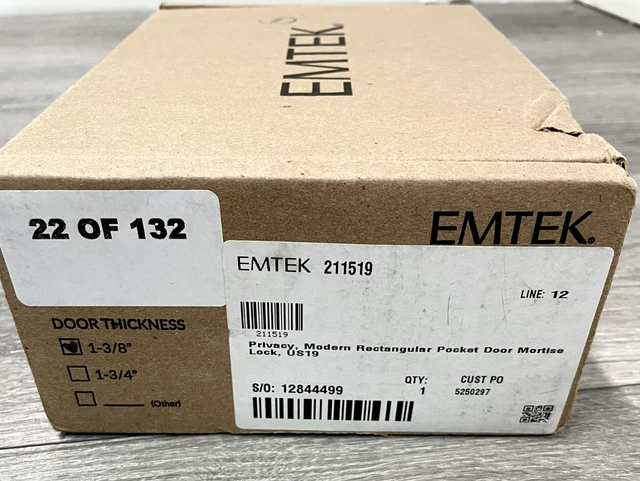 EMTEK
22 OF 132
EMTEK
EMTEK 211519
LINE: 12
211519
Privacy, Modern Rectangular Pocket Door Mortise
Lock, US19
S/O: 12844499
QTY:
1
CUST PO
5250297
DOOR THICKNESS
1-3/8"
1-3/4"
____ (Other)